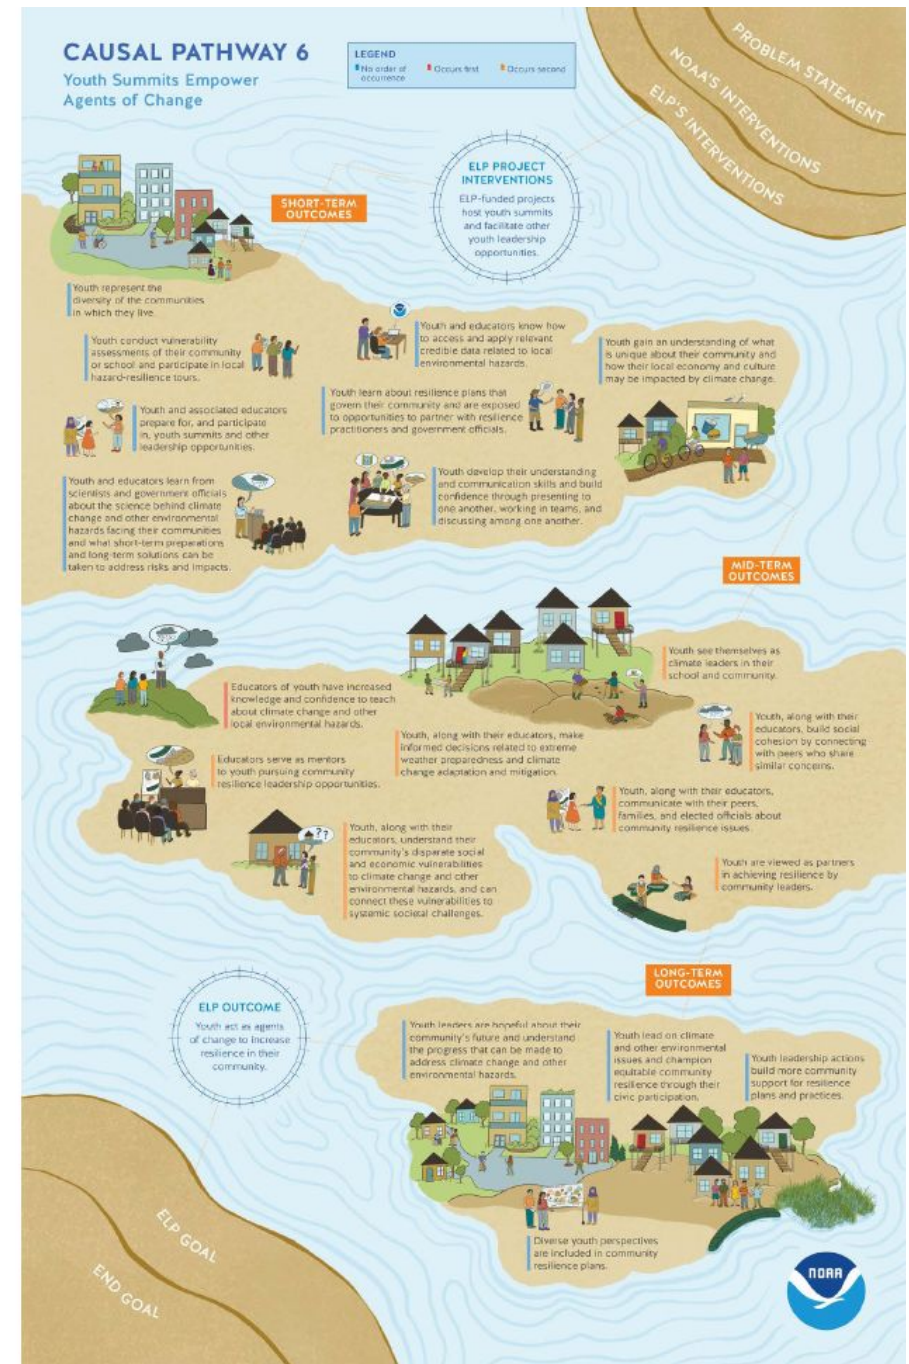 CAUSAL PATHWAY 6
Youth Summits Empower
Agents of Change
LEGEND
No order of
occurrence
Occurs first
Occurs second
PROBLEM STATEMENT
NOAA'S INTERVENTIONS
ELP'S INTERVENTIONS
ELP PROJECT
INTERVENTIONS
ELP-funded projects
host youth summits
and facilitate other
youth leadership
opportunities.
SHORT-TERM
OUTCOMES
Youth represent the
diversity of the communities
in which they live.
Youth conduct vulnerability
assessments of their community
or school and participate in local
hazard-resilience tours.
Youth and educators know how
to access and apply relevant
credible data related to local
environmental hazards.
Youth gain an understanding of what
is unique about their community and
how their local economy and culture
may be impacted by climate change.
Youth and associated educators
prepare for, and participate
in, youth summits and other
leadership opportunities.
Youth learn about resilience plans that
govern their community and are exposed
to opportunities to partner with resilience
practitioners and government officials.
Youth and educators learn from
scientists and government officials
about the science behind climate
change and other environmental
hazards facing their communities
and what short-term preparations
and long-term solutions can be
taken to address risks and impacts.
Youth develop their understanding
and communication skills and build
confidence through presenting to
one another, working in teams, and
discussing among one another.
MID-TERM
OUTCOMES
Youth see themselves as
climate leaders in their
school and community.
Educators of youth have increased
knowledge and confidence to teach
about climate change and other
local environmental hazards.
Youth, along with their educators, make
informed decisions related to extreme
weather preparedness and climate
change adaptation and mitigation.
Youth, along with their
educators, build social
cohesion by connecting
with peers who share
similar concerns.
Educators serve as mentors
to youth pursuing community
resilience leadership opportunities.
Youth, along with their educators,
communicate with their peers,
families, and elected officials about
community resilience issues.
??
Youth, along with their
educators, understand their
community's disparate social
and economic vulnerabilities
to climate change and other
environmental hazards, and can
connect these vulnerabilities to
systemic societal challenges.
Youth are viewed as partners
in achieving resilience by
community leaders.
LONG-TERM
OUTCOMES
ELP OUTCOME
Youth act as agents
of change to increase
resilience in their
community.
Youth leaders are hopeful about their
community's future and understand
the progress that can be made to
address climate change and other
environmental hazards.
Youth lead on climate
and other environmental
issues and champion
equitable community
resilience through their
civic participation.
Youth leadership actions
build more community
support for resilience
plans and practices.
Diverse youth perspectives
are included in community
resilience plans.
ELP GOAL
END GOAL
NOAA